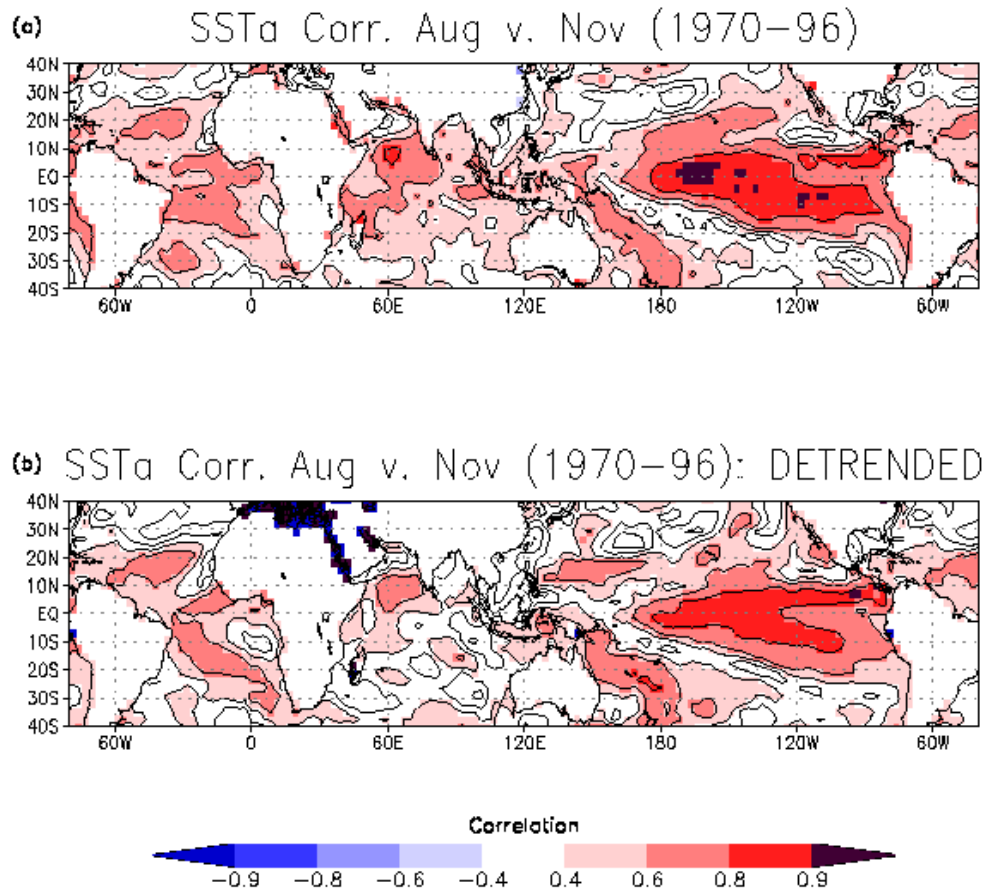 (a) SSTa Corr. Aug v. Nov (1970-96)
40N
30N
20N
10N
EQ
10S
20S
30S
40S
60W 0 60E 120E 180 120W 60W
(b) SSTa Corr. Aug v. Nov (1970-96): DETRENDED
40N
30N
20N
10N
EQ
10S
20S
30S
40S
60W 0 60E 120E 180 120W 60W
Correlation
-0.9 -0.8 -0.6 -0.4 0.4 0.6 0.8 0.9